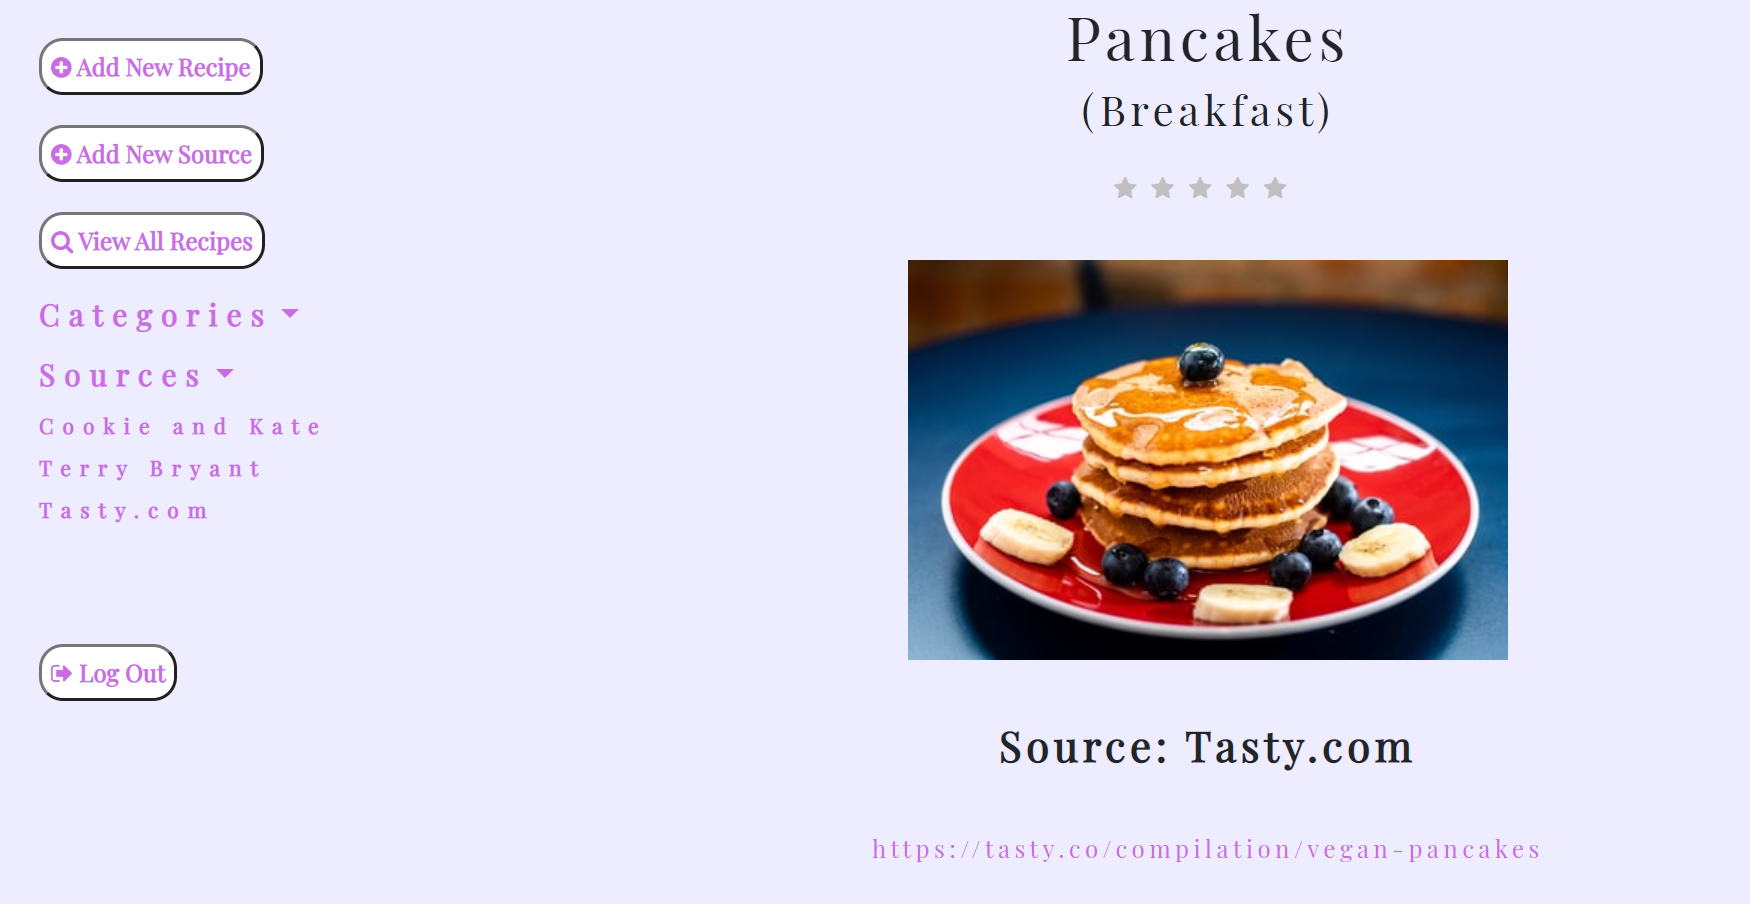 Add New Recipe
Add New Source
View All Recipes
Categories
Sources
Cookie and Kate
Terry Bryant
Tasty.com
Log Out
Pancakes
(Breakfast)
Source: Tasty.com
https://tasty.co/compilation/vegan-pancakes